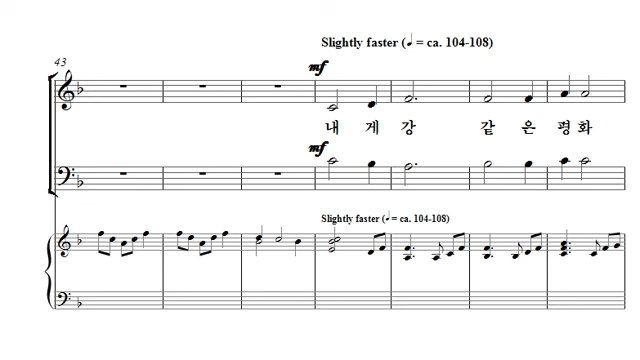 Slightly faster (♩ = ca. 104-108)
43
mf
내 게 강 같 은 평 화
mf
Slightly faster (♩ = ca. 104-108)